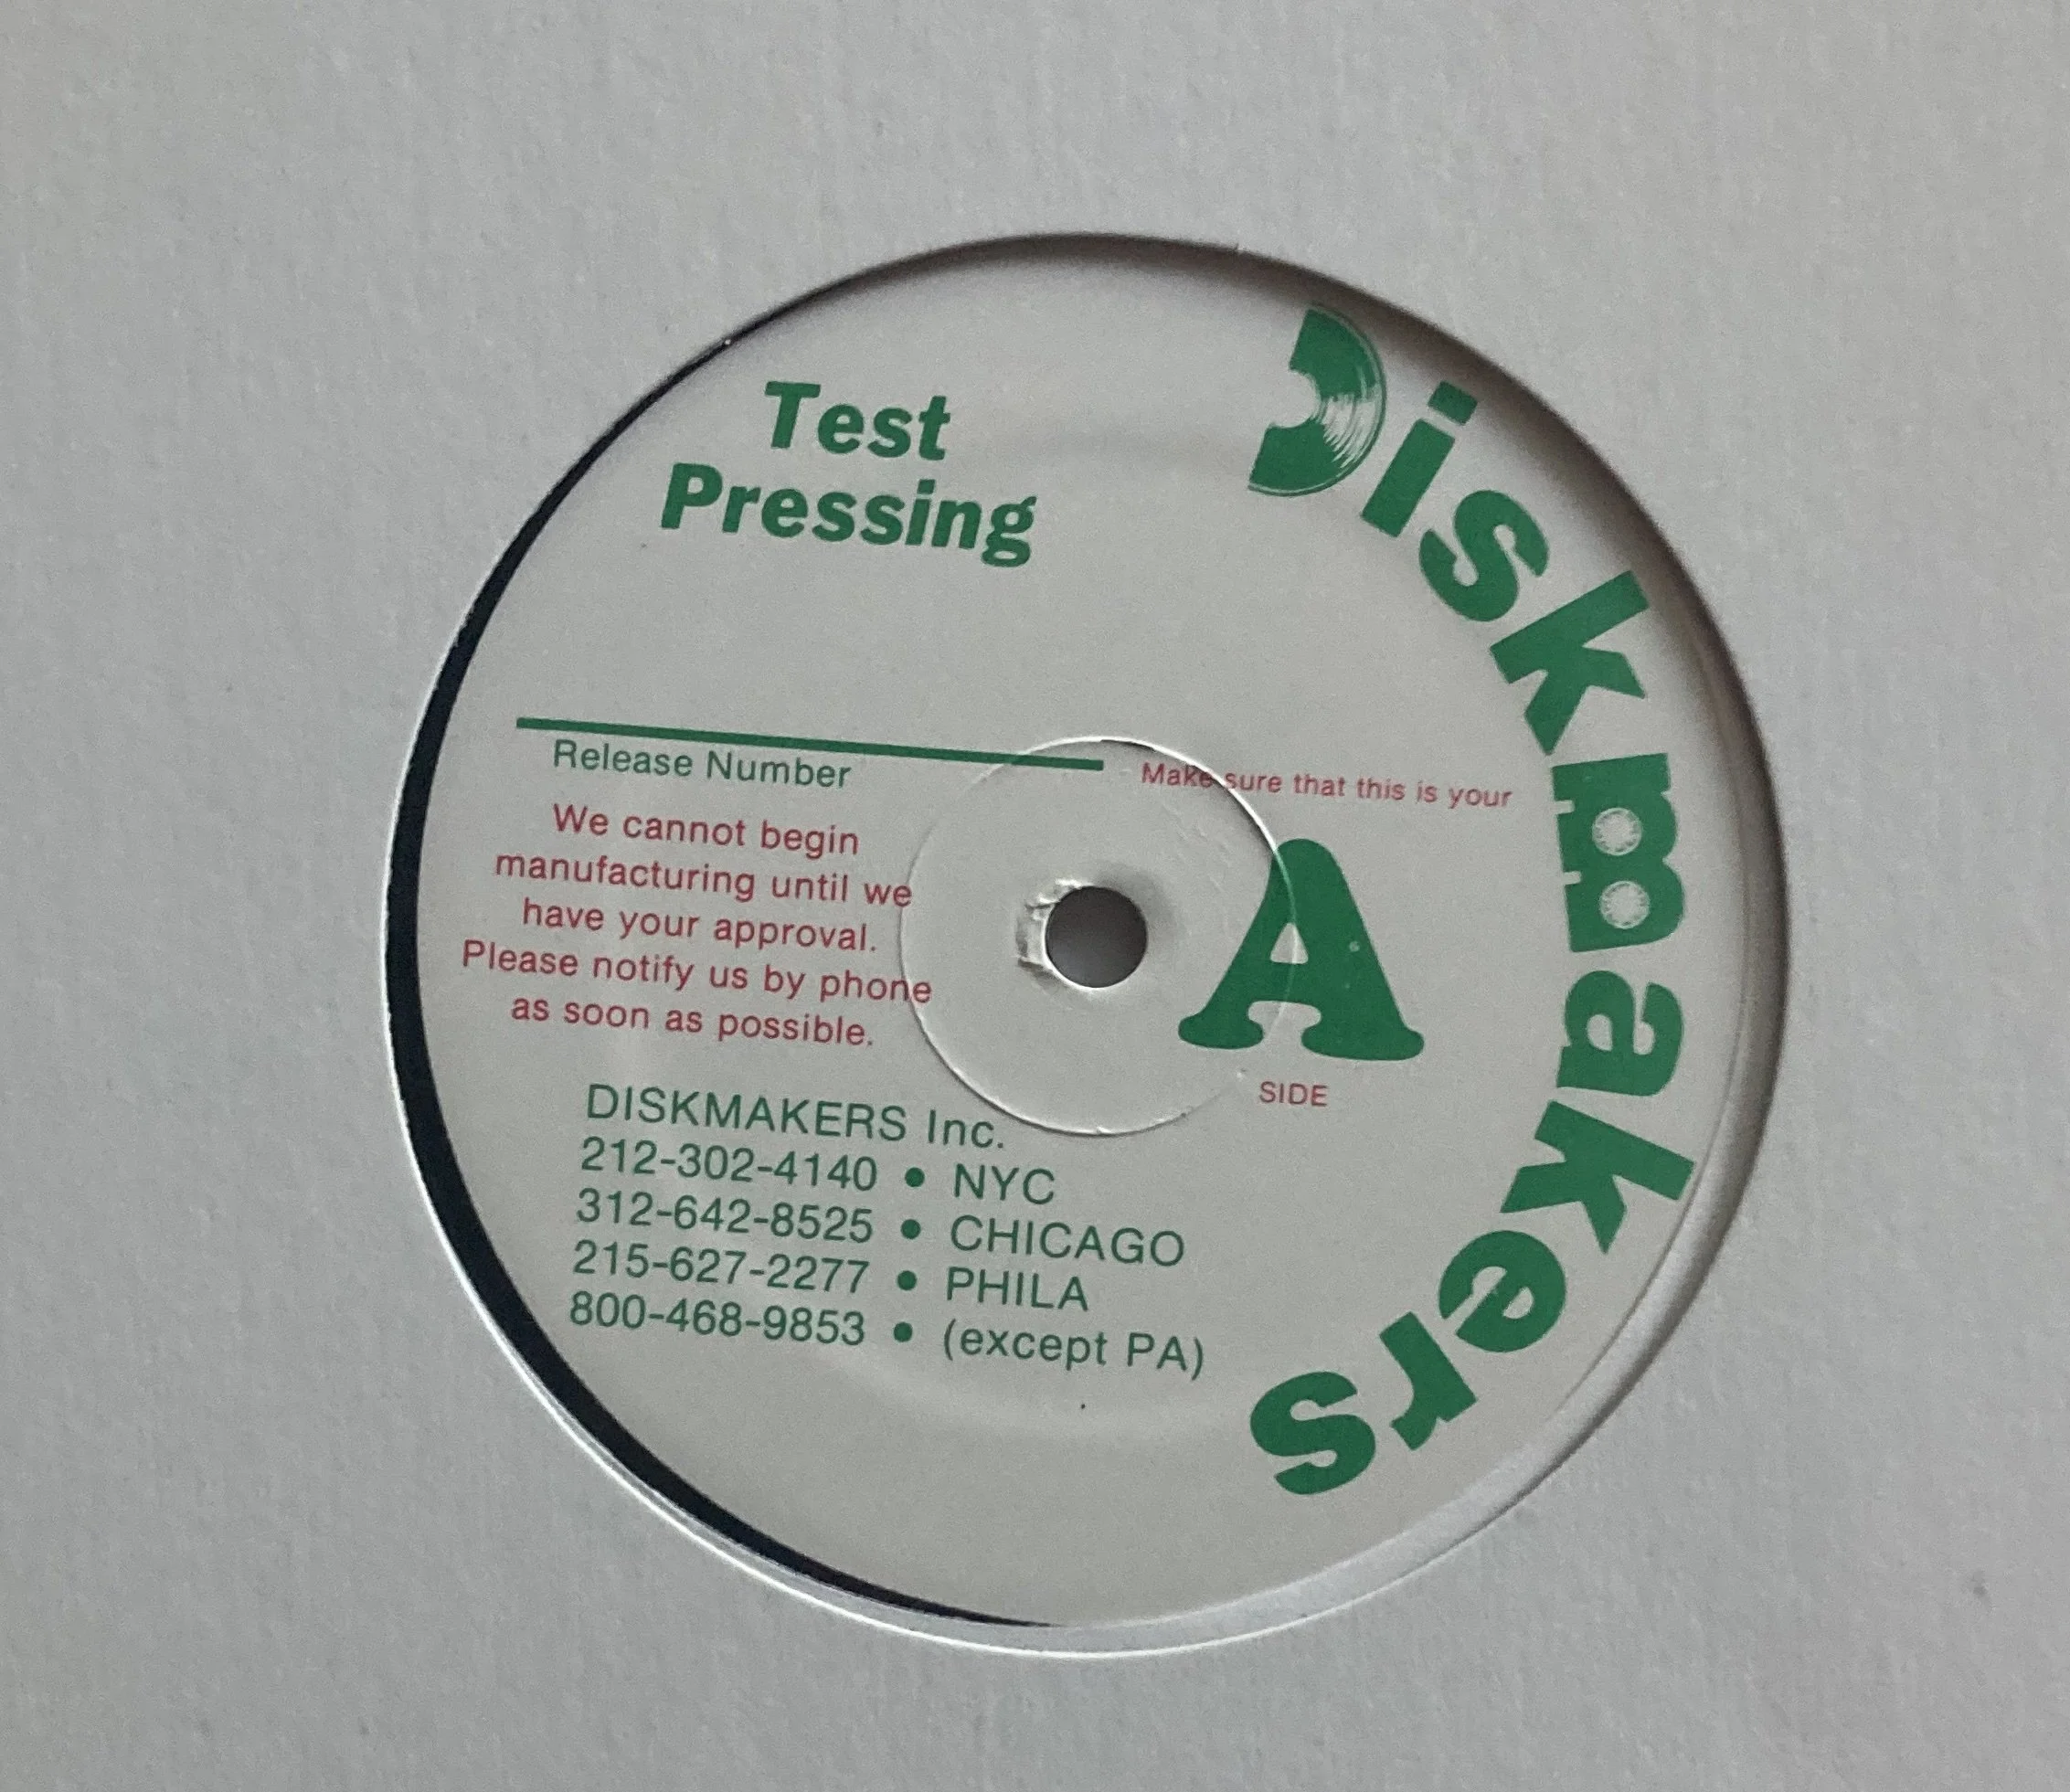 Test
Pressing
Diskmakers
Release Number
Make sure that this is your
A
SIDE
We cannot begin
manufacturing until we
have your approval.
Please notify us by phone
as soon as possible.
DISKMAKERS Inc.
212-302-4140 • NYC
312-642-8525 • CHICAGO
215-627-2277 • PHILA
800-468-9853 • (except PA)